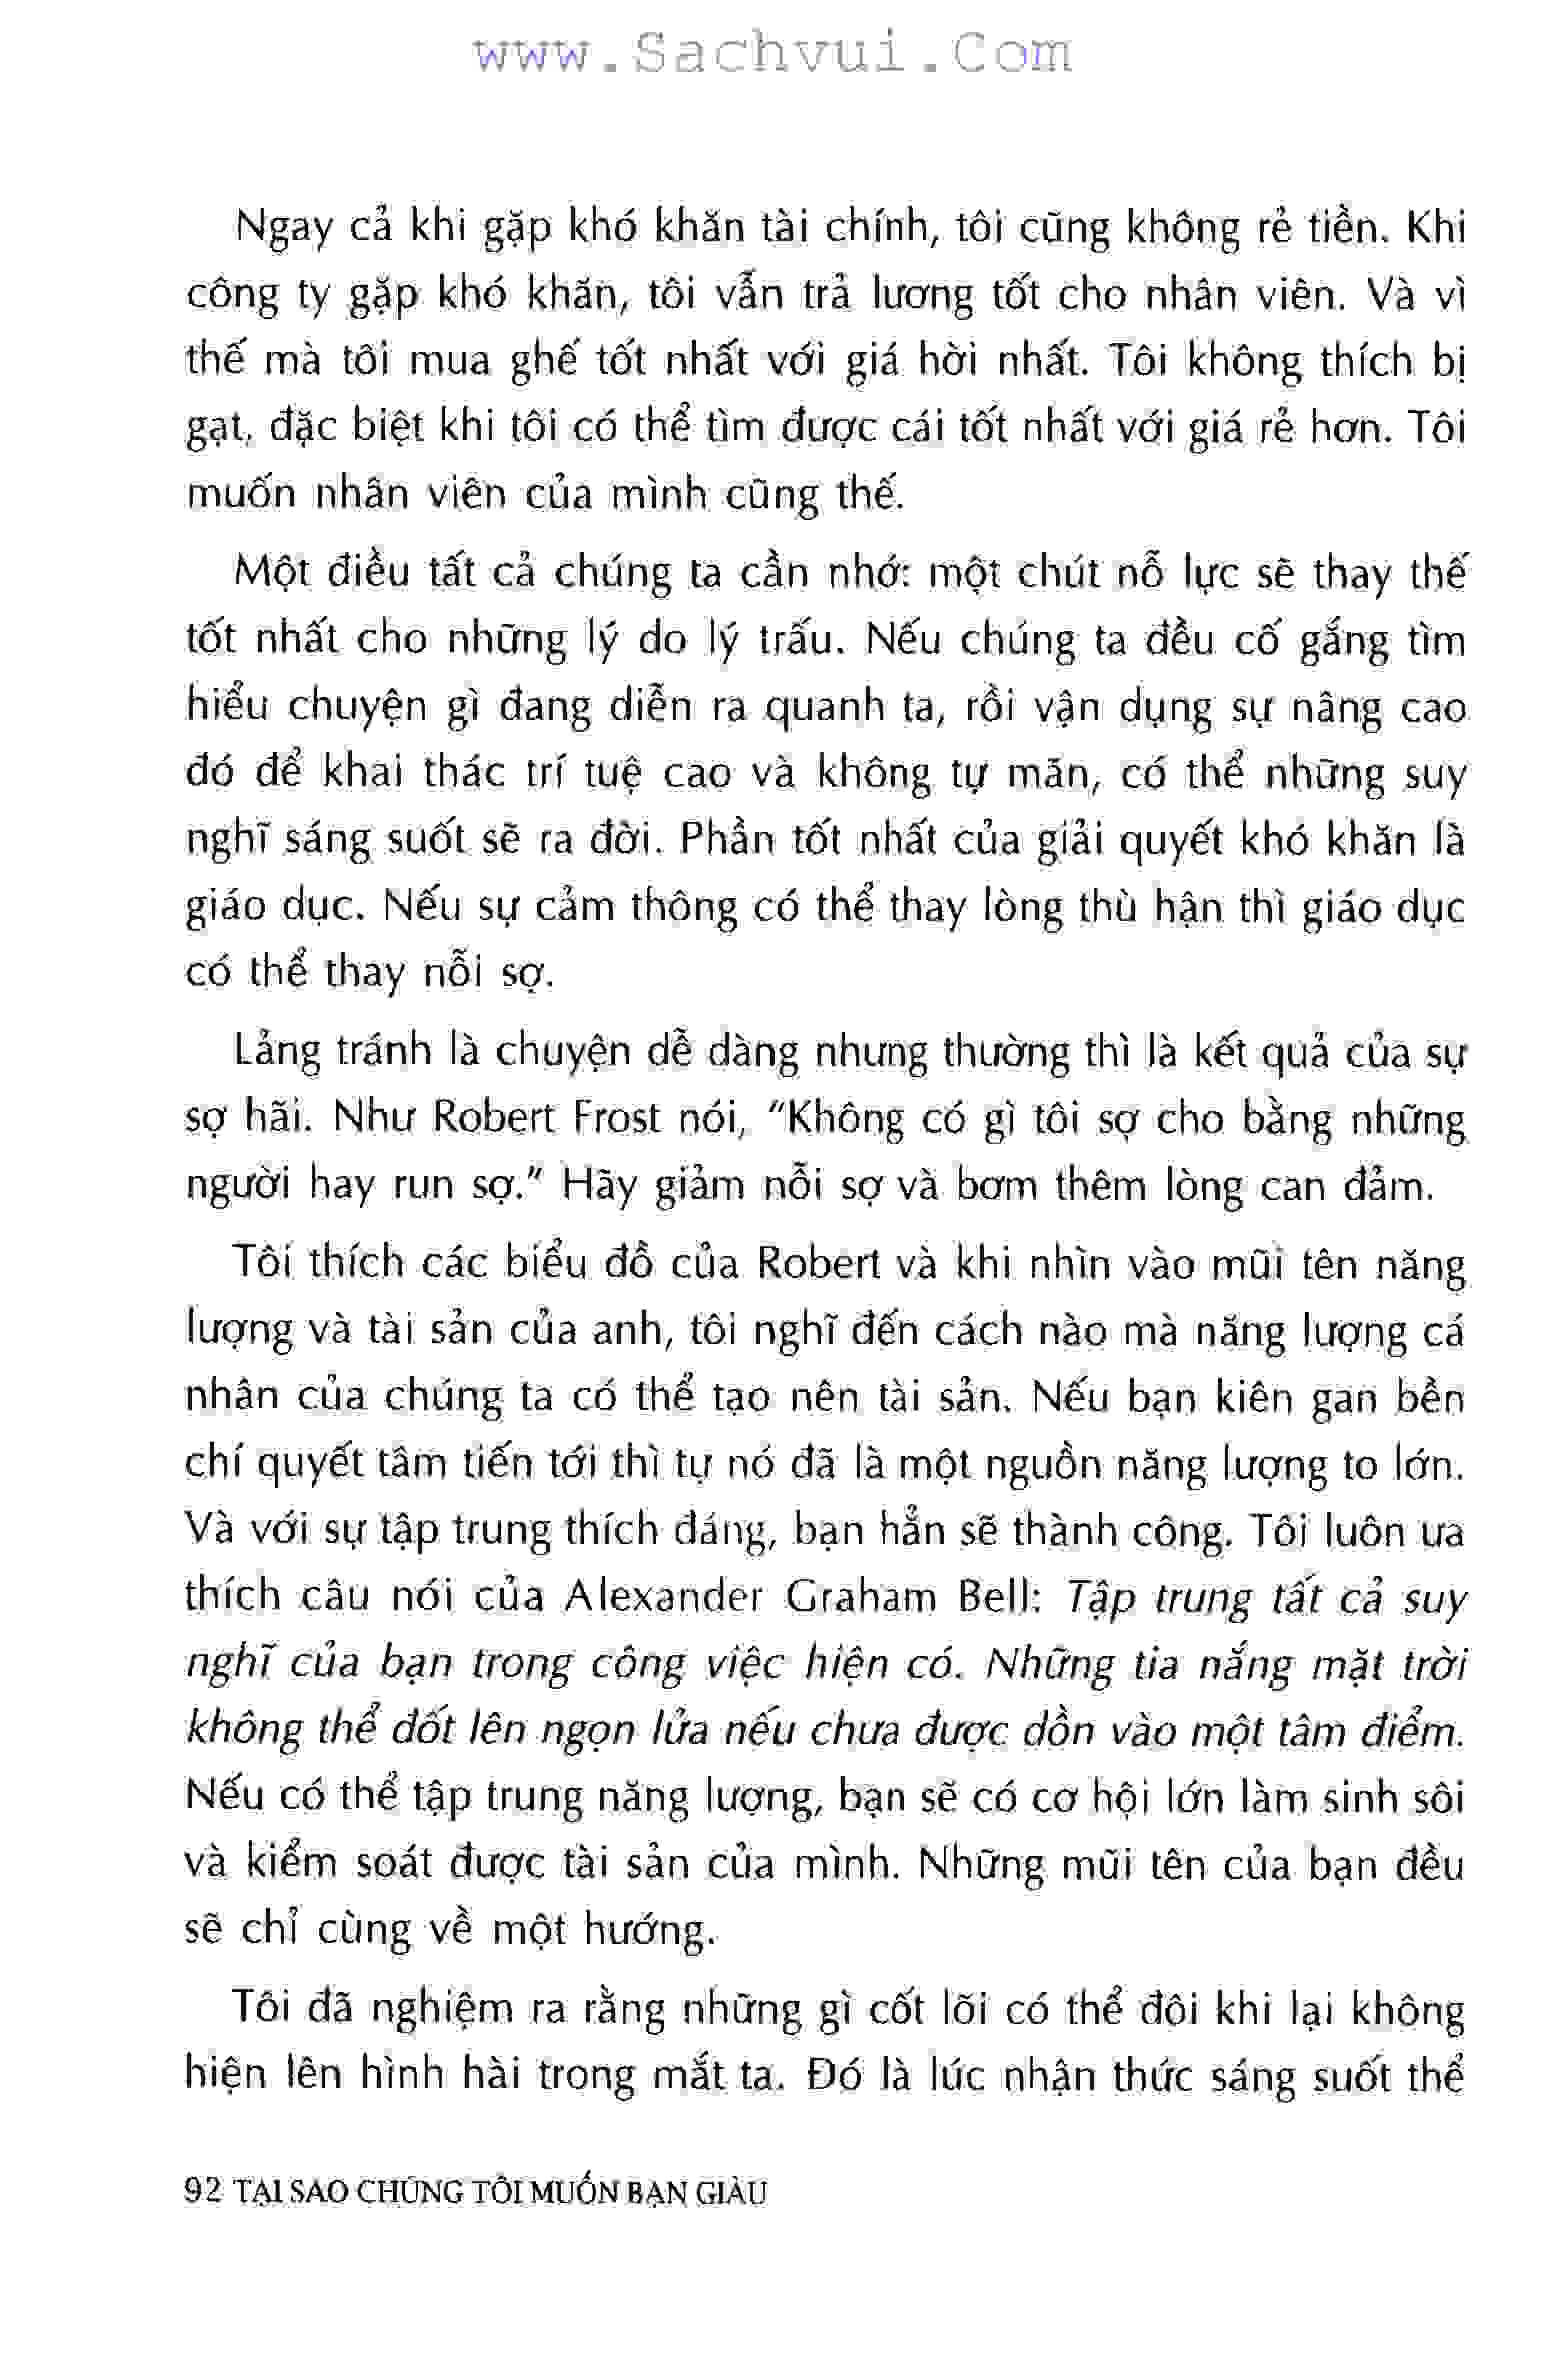 www.Sachvui.Com
Ngay cả khi gặp khó khăn tài chính, tôi cũng không rẻ tiền. Khi
công ty gặp khó khăn, tôi vẫn trả lương tốt cho nhân viên. Và vì
thế mà tôi mua ghế tốt nhất với giá hời nhất. Tôi không thích bị
gạt, đặc biệt khi tôi có thể tìm được cái tốt nhất với giá rẻ hơn. Tôi
muốn nhân viên của mình cũng thế.
Một điều tất cả chúng ta cần nhớ: một chút nỗ lực sẽ thay thế
tốt nhất cho những lý do lý trấu. Nếu chúng ta đều cố gắng tìm
hiểu chuyện gì đang diễn ra quanh ta, rồi vận dụng sự nâng cao
đó để khai thác trí tuệ cao và không tự mãn, có thể những suy
nghĩ sáng suốt sẽ ra đời. Phần tốt nhất của giải quyết khó khăn là
giáo dục. Nếu sự cảm thông có thể thay lòng thù hận thì giáo dục
có thể thay nỗi sợ.
Lảng tránh là chuyện dễ dàng nhưng thường thì là kết quả của sự
sợ hãi. Như Robert Frost nói, "Không có gì tôi sợ cho bằng những
người hay run sợ." Hãy giảm nỗi sợ và bơm thêm lòng can đảm.
Tôi thích các biểu đồ của Robert và khi nhìn vào mũi tên năng
lượng và tài sản của anh, tôi nghĩ đến cách nào mà năng lượng cá
nhân của chúng ta có thể tạo nên tài sản. Nếu bạn kiên gan bền
chí quyết tâm tiến tới thì tự nó đã là một nguồn năng lượng to lớn.
Và với sự tập trung thích đáng, bạn hẳn sẽ thành công. Tôi luôn ưa
thích câu nói của Alexander Graham Bell: Tập trung tất cả suy
nghĩ của bạn trong công việc hiện có. Những tia nắng mặt trời
không thể đốt lên ngọn lửa nếu chưa được dồn vào một tâm điểm.
Nếu có thể tập trung năng lượng, bạn sẽ có cơ hội lớn làm sinh sôi
và kiểm soát được tài sản của mình. Những mũi tên của bạn đều
sẽ chỉ cùng về một hướng.
Tôi đã nghiệm ra rằng những gì cốt lõi có thể đôi khi lại không
hiện lên hình hài trong mắt ta. Đó là lúc nhận thức sáng suốt thể
92 TẠI SAO CHÚNG TÔI MUỐN BẠN GIÀU